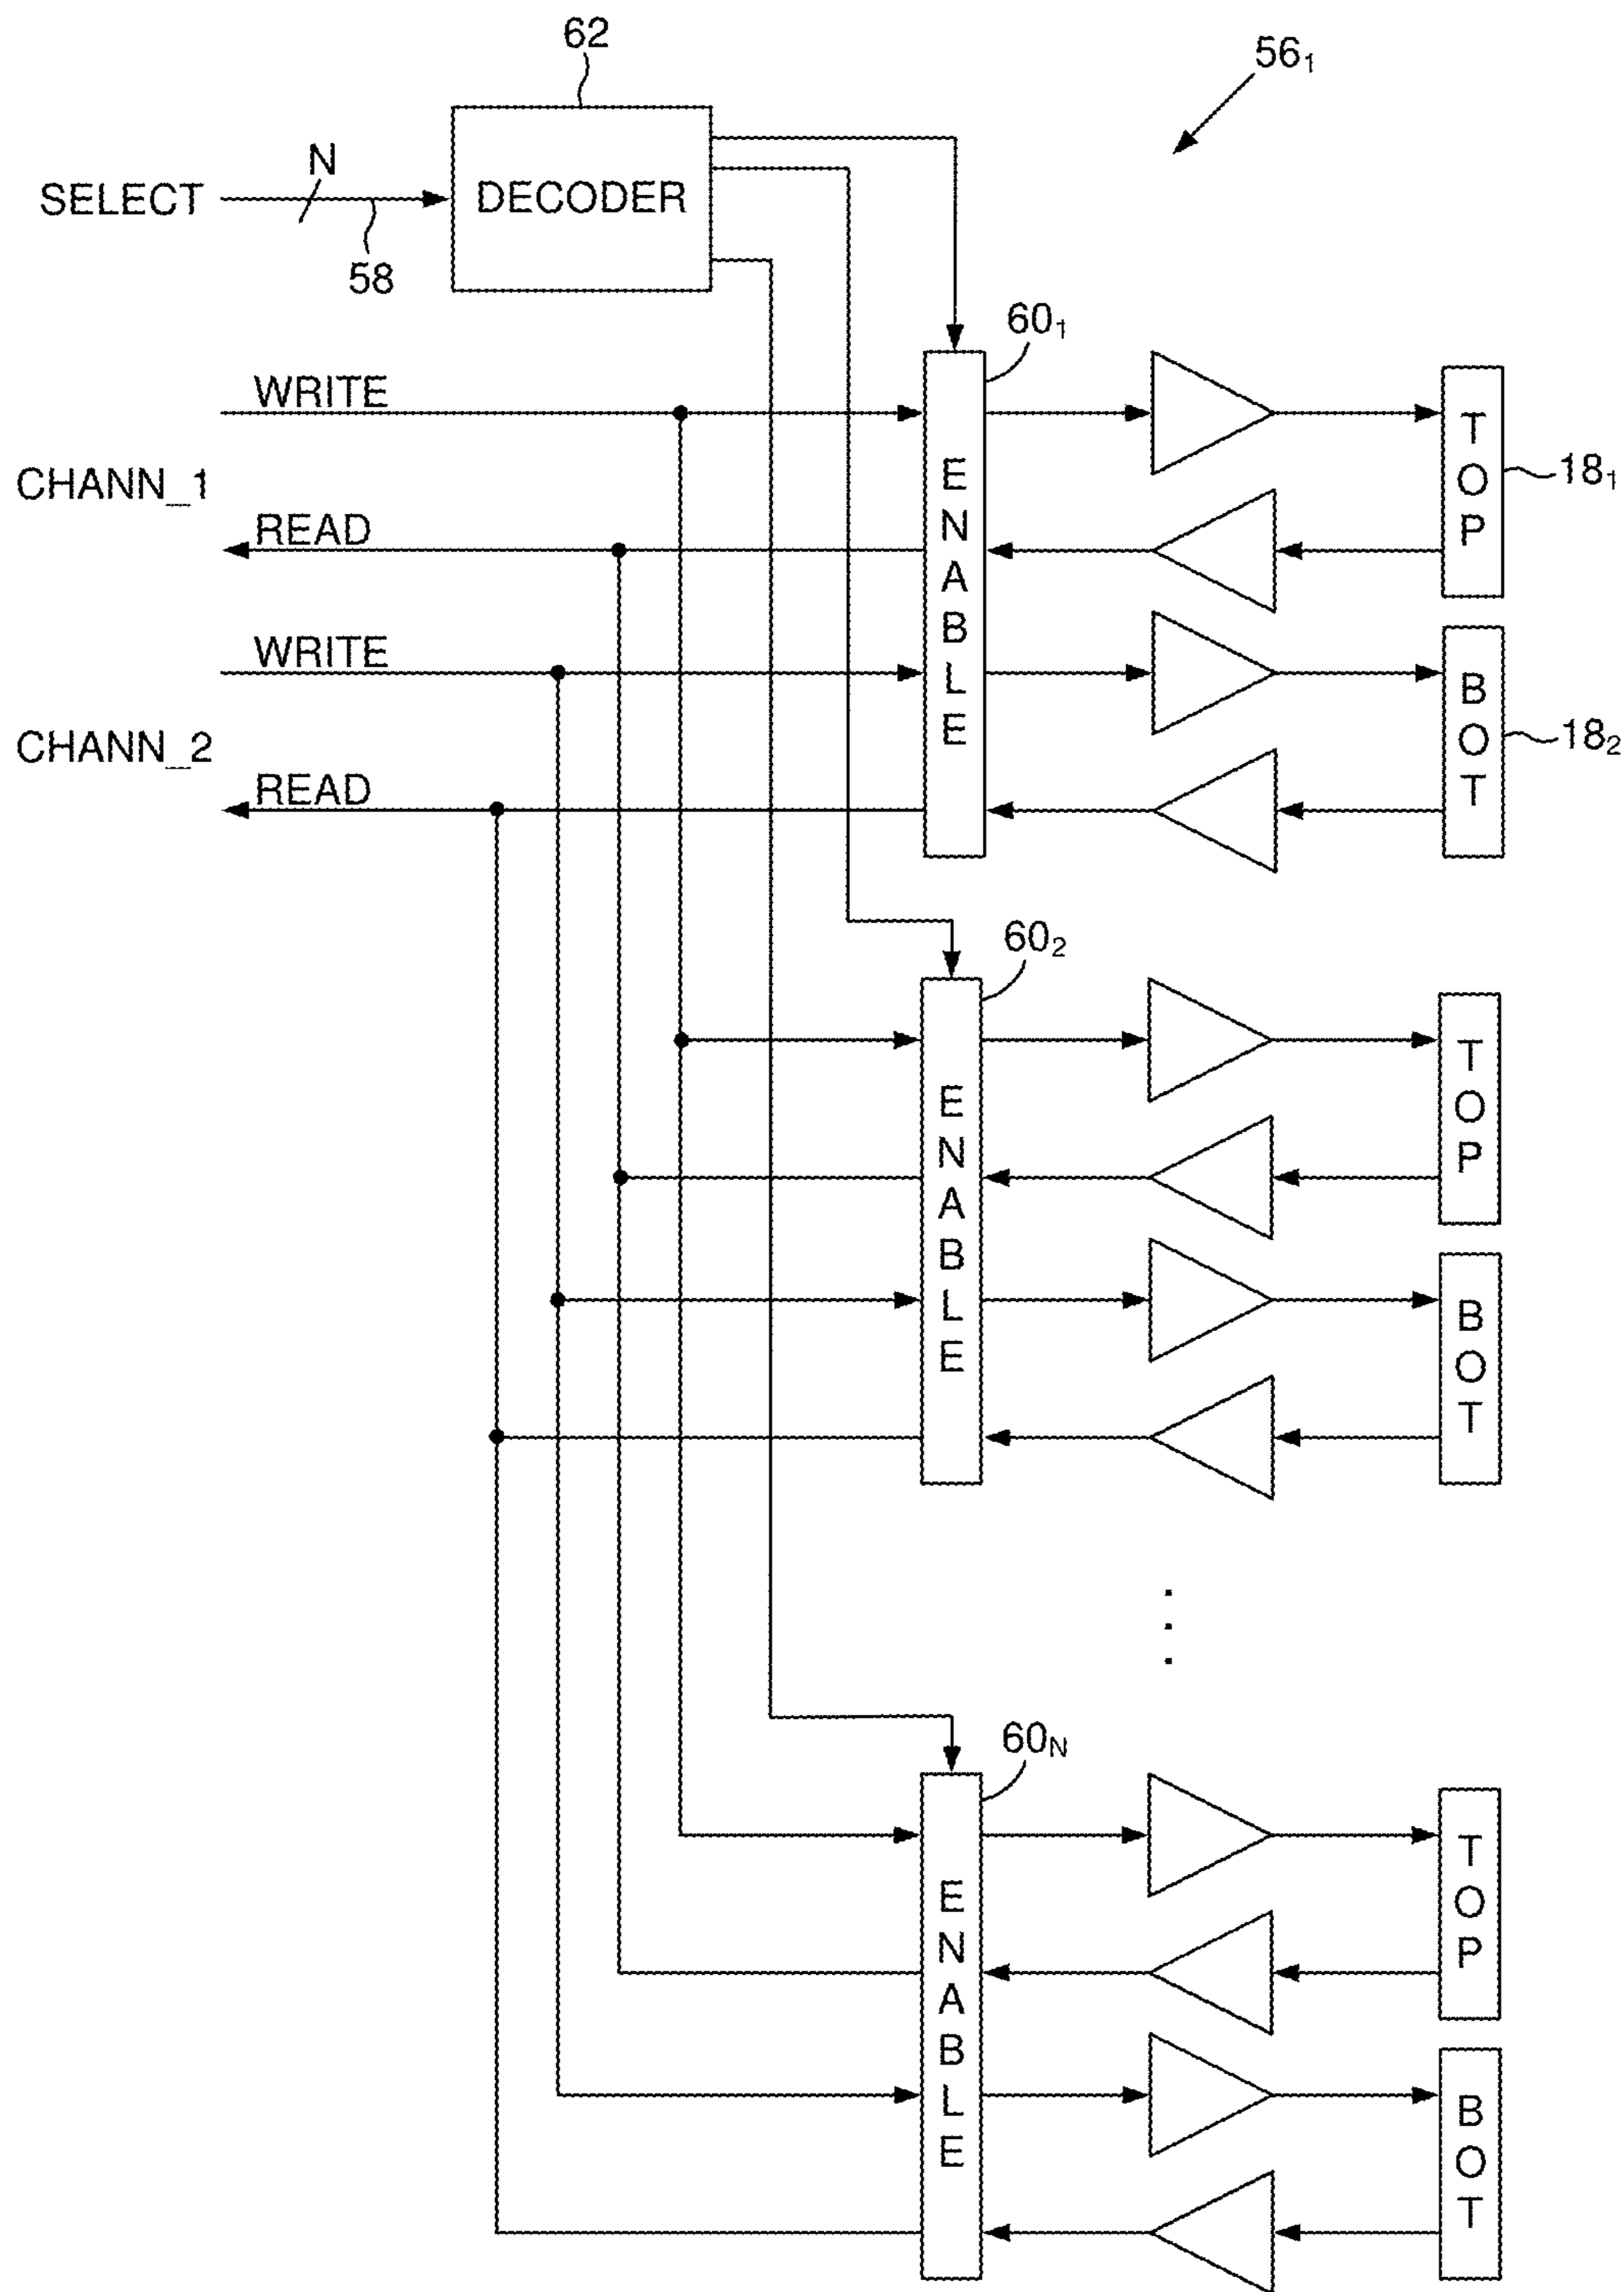 62
56₁
N
SELECT
DECODER
58
60₁
WRITE
CHANN_1
READ
WRITE
CHANN_2
READ
ENABLE
TOP
18₁
BOT
18₂
60₂
ENABLE
TOP
BOT
60N
ENABLE
TOP
BOT